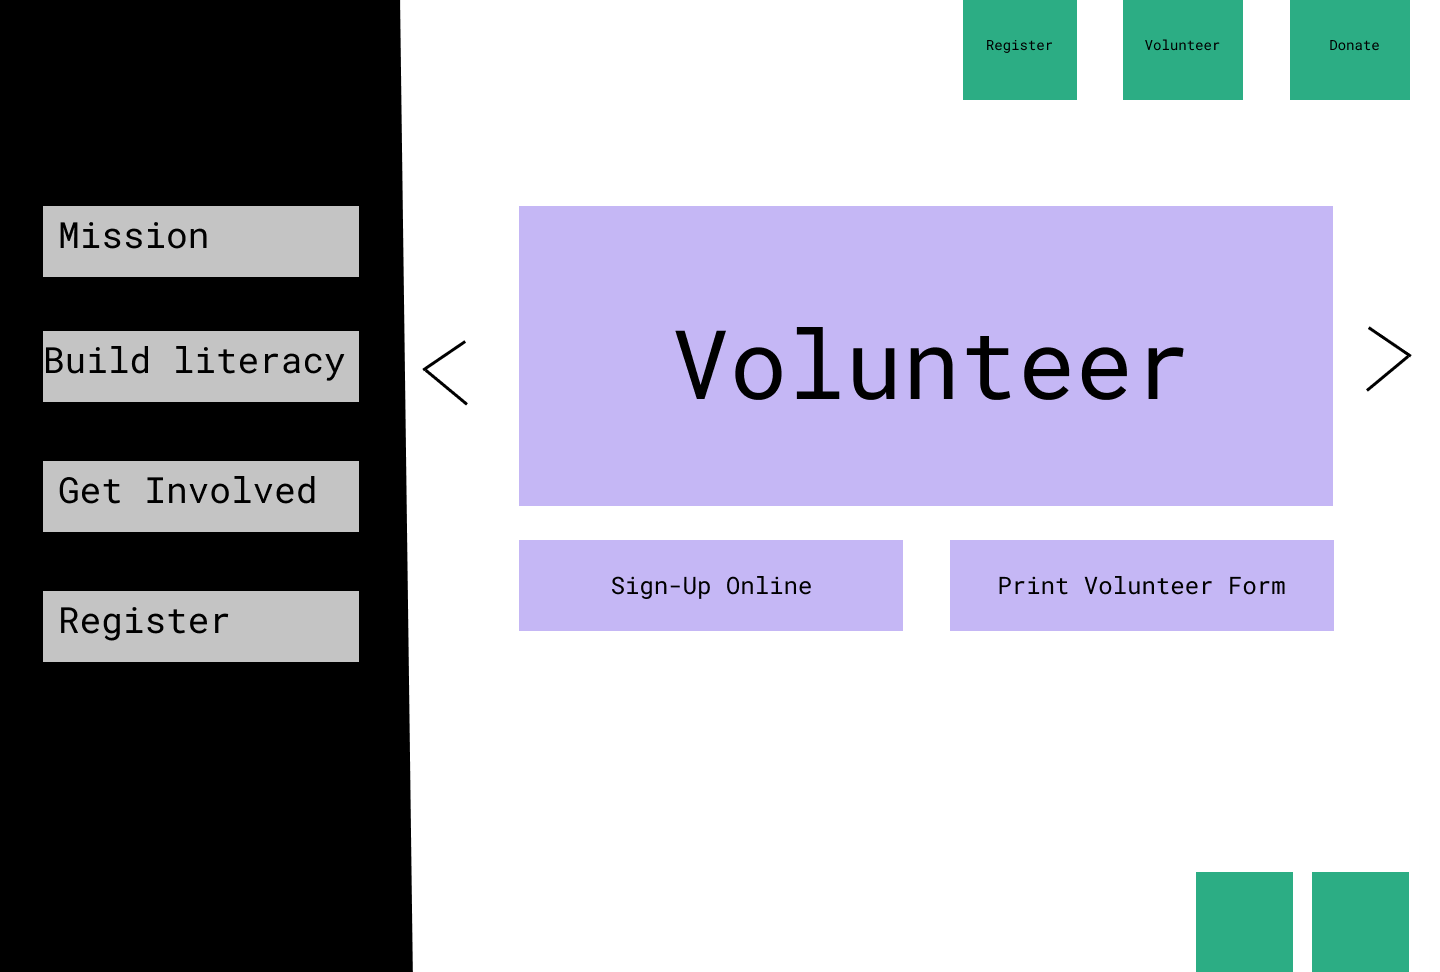 Register
Volunteer
Donate
Mission
Build literacy
Get Involved
Register
Volunteer
Sign-Up Online
Print Volunteer Form